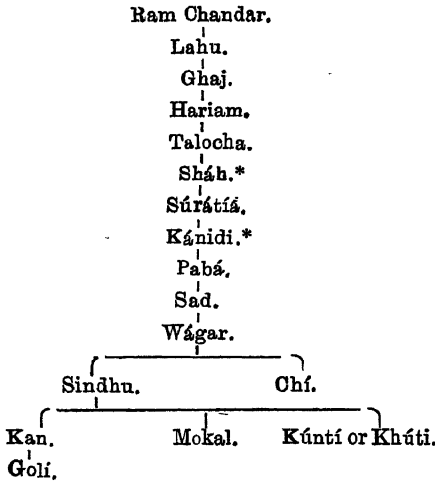 Ram Chandar.
Lahu.
Ghaj.
Hariam.
Talocha.
Sháh.*
Súrátíá.
Kánidi.*
Pabá.
Sad.
Wágar.
Sindhu. Chí.
Kan. Mokal. Kúntí or Khúti.
Golí.